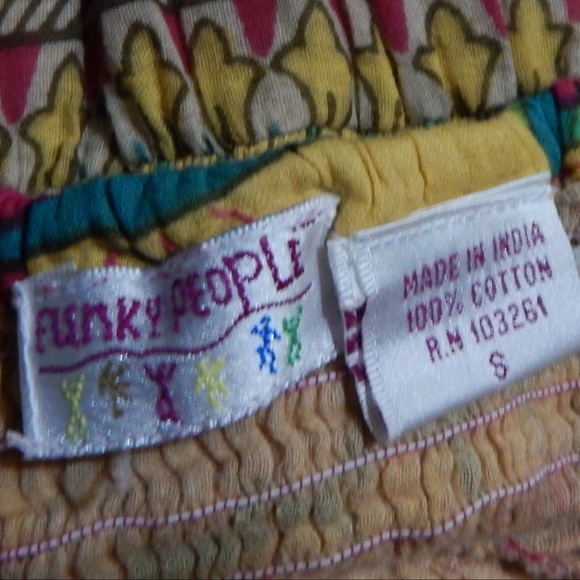 FUNKY PEOPLE
MADE IN INDIA
100% COTTON
R.N 103261
S